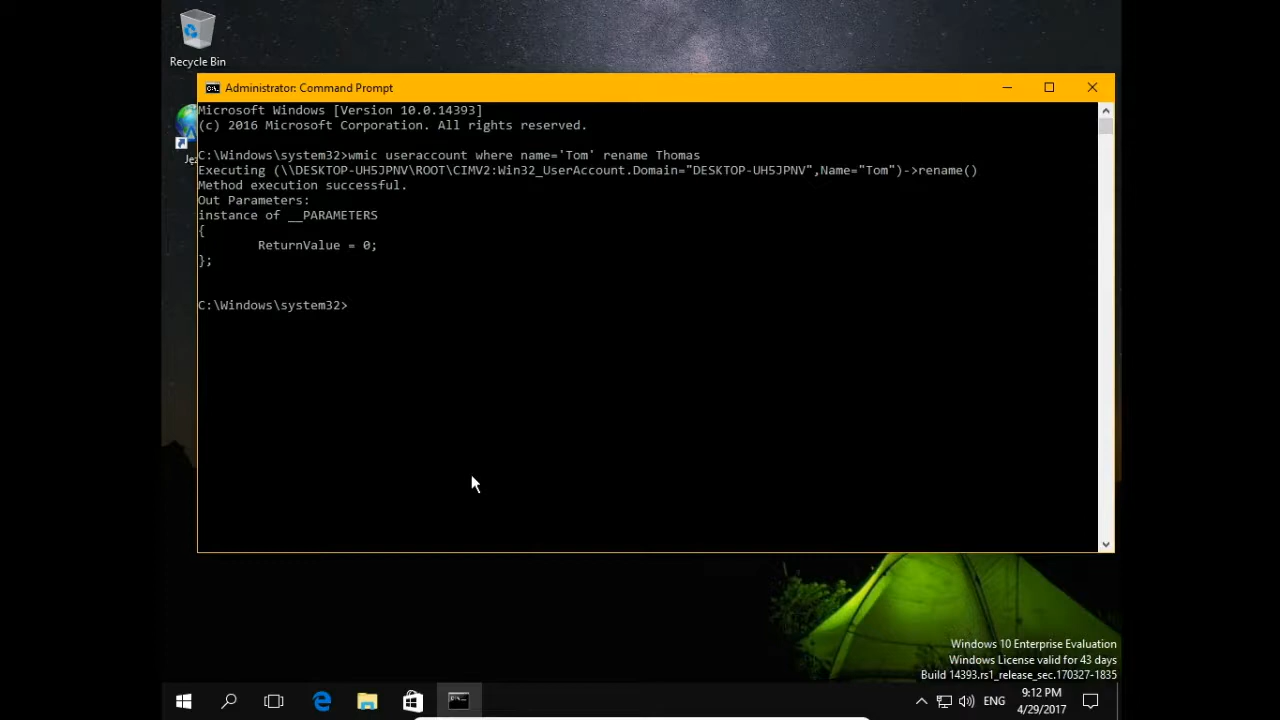 Recycle Bin
Administrator: Command Prompt
Microsoft Windows [Version 10.0.14393]
(c) 2016 Microsoft Corporation. All rights reserved.
C:\Windows\system32>wmic useraccount where name='Tom' rename Thomas
Executing (\\DESKTOP-UH5JPNV\ROOT\CIMV2:Win32_UserAccount.Domain="DESKTOP-UH5JPNV",Name="Tom")->rename()
Method execution successful.
Out Parameters:
instance of __PARAMETERS
{
ReturnValue = 0;
};
C:\Windows\system32>
Windows 10 Enterprise Evaluation
Windows License valid for 43 days
Build 14393.rs1_release_sec.170327-1835
ENG
9:12 PM
4/29/2017